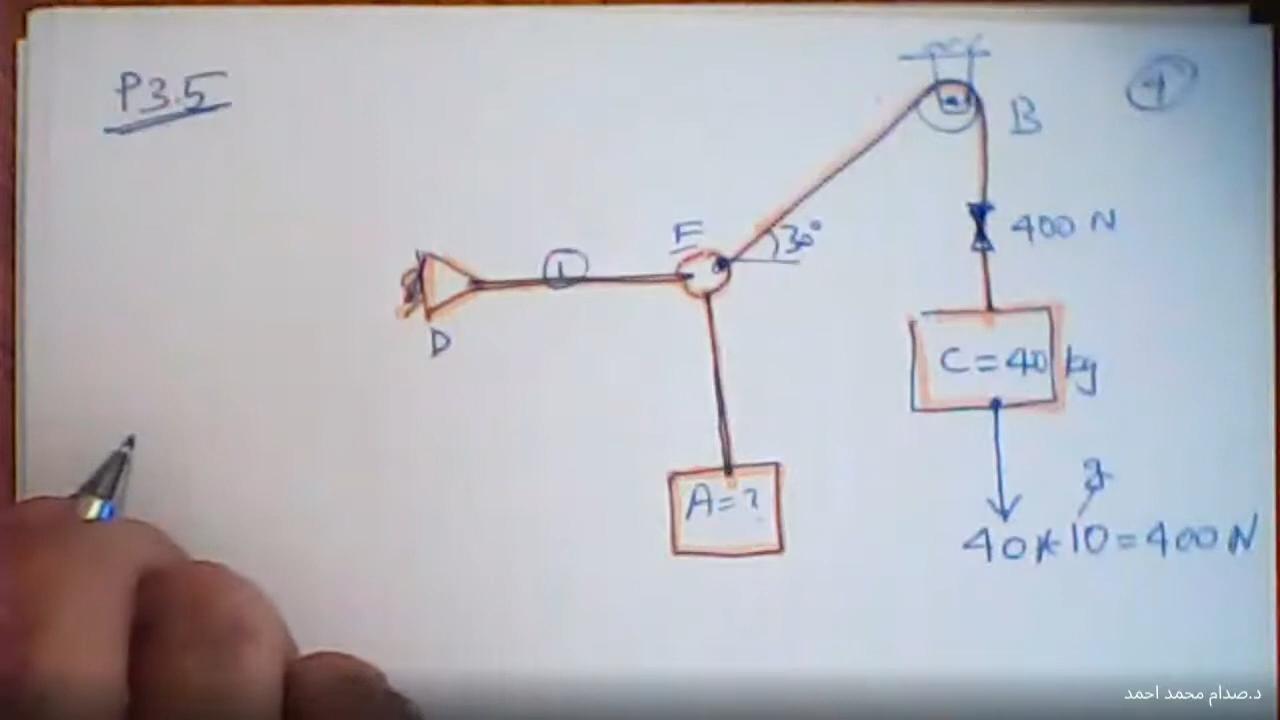 P3.5
1
B
F
30°
400 N
1
D
C = 40 kg
A = ?
g
40 * 10 = 400 N
د.صدام محمد احمد